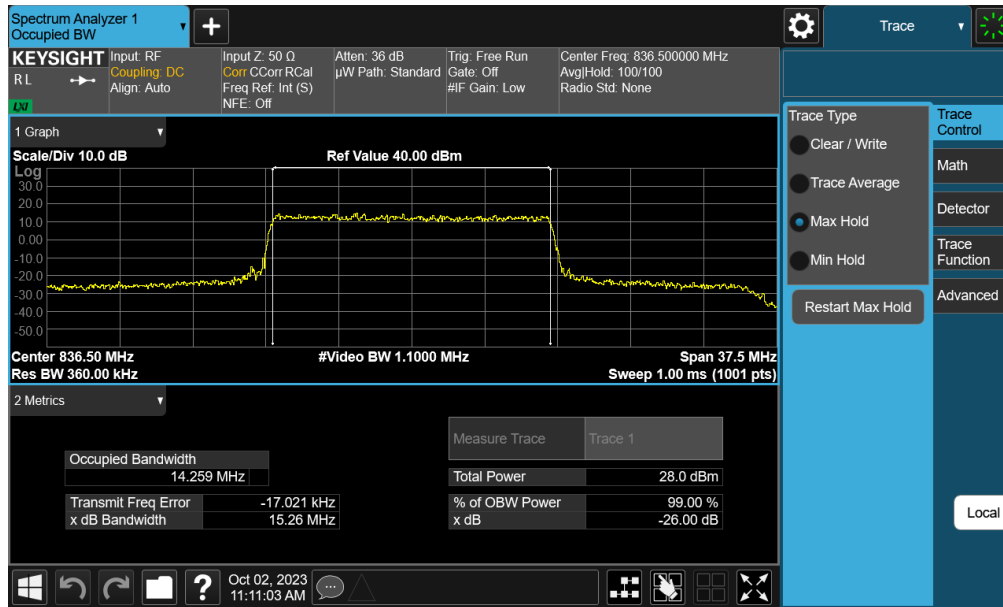 Spectrum Analyzer 1
Occupied BW
Trace
KEYSIGHT
R L
LXI
Input: RF
Coupling: DC
Align: Auto
Input Z: 50 Ω
Corr CCorr RCal
Freq Ref: Int (S)
NFE: Off
Atten: 36 dB
µW Path: Standard
Trig: Free Run
Gate: Off
#IF Gain: Low
Center Freq: 836.500000 MHz
Avg|Hold: 100/100
Radio Std: None
1 Graph
Scale/Div 10.0 dB
Ref Value 40.00 dBm
Log
30.0
20.0
10.0
0.00
-10.0
-20.0
-30.0
-40.0
-50.0
Center 836.50 MHz
#Video BW 1.1000 MHz
Span 37.5 MHz
Res BW 360.00 kHz
Sweep 1.00 ms (1001 pts)
2 Metrics
Measure Trace
Trace 1
Occupied Bandwidth
14.259 MHz
Total Power
28.0 dBm
Transmit Freq Error
-17.021 kHz
% of OBW Power
99.00 %
x dB Bandwidth
15.26 MHz
x dB
-26.00 dB
Trace Type
Clear / Write
Trace Average
Max Hold
Min Hold
Restart Max Hold
Trace
Control
Math
Detector
Trace
Function
Advanced
Local
?
Oct 02, 2023
11:11:03 AM